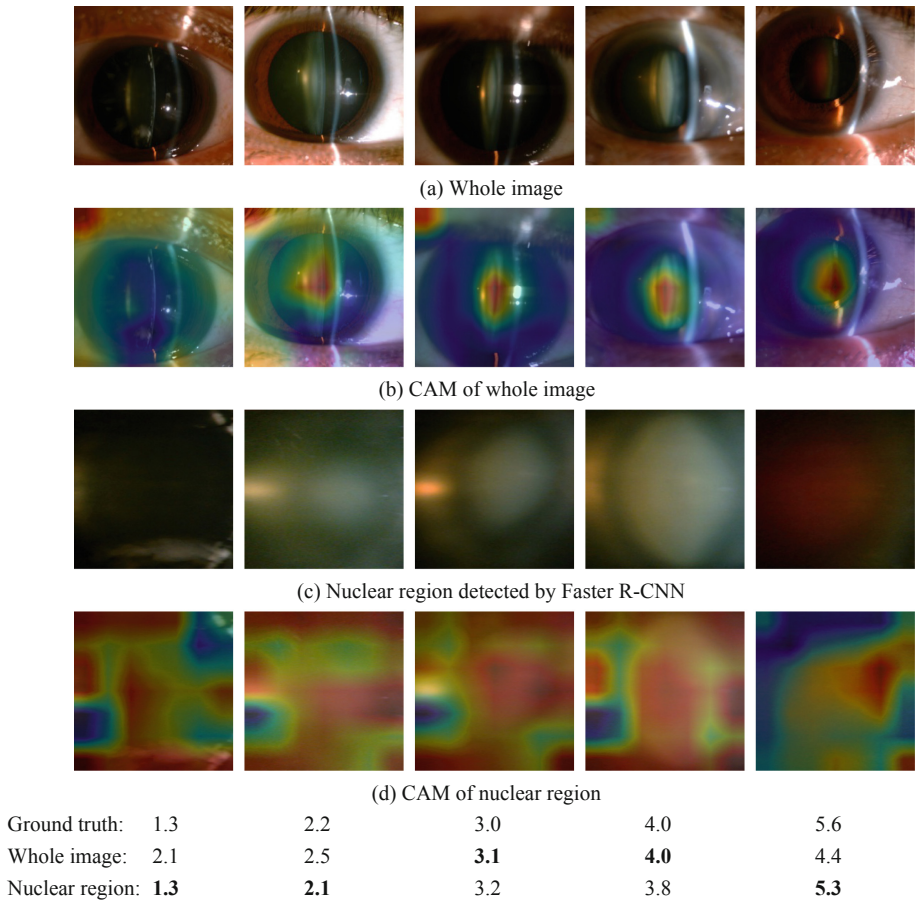 (a) Whole image
(b) CAM of whole image
(c) Nuclear region detected by Faster R-CNN
(d) CAM of nuclear region
Ground truth: 1.3 2.2 3.0 4.0 5.6
Whole image: 2.1 2.5 3.1 4.0 4.4
Nuclear region: 1.3 2.1 3.2 3.8 5.3